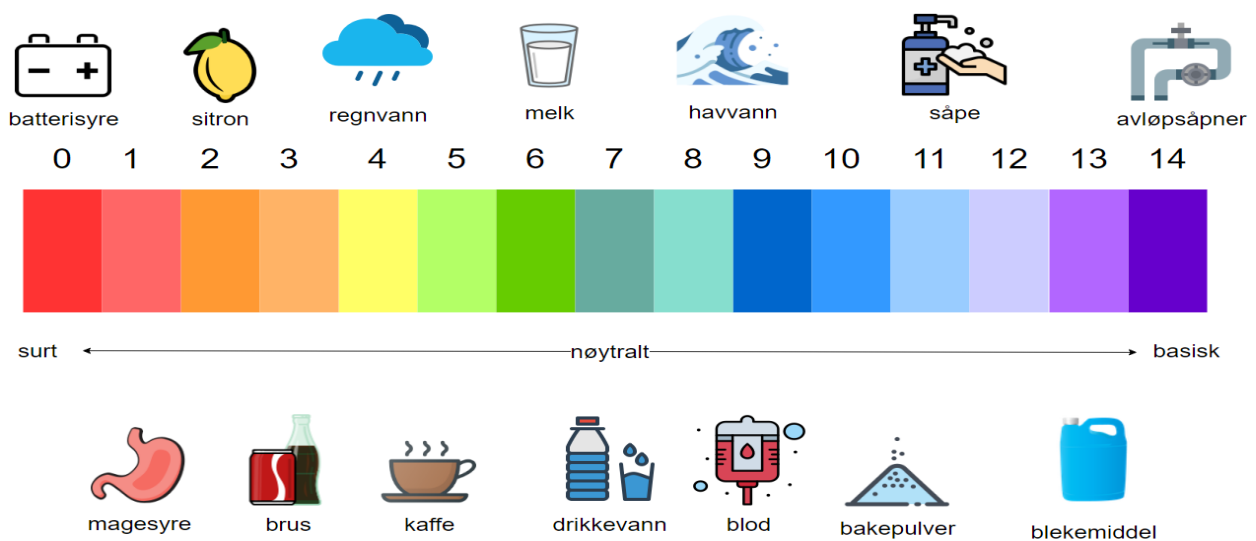 batterisyre sitron regnvann melk havvann såpe avløpsåpner
0 1 2 3 4 5 6 7 8 9 10 11 12 13 14
surt nøytralt basisk
magesyre brus kaffe drikkevann blod bakepulver blekemiddel